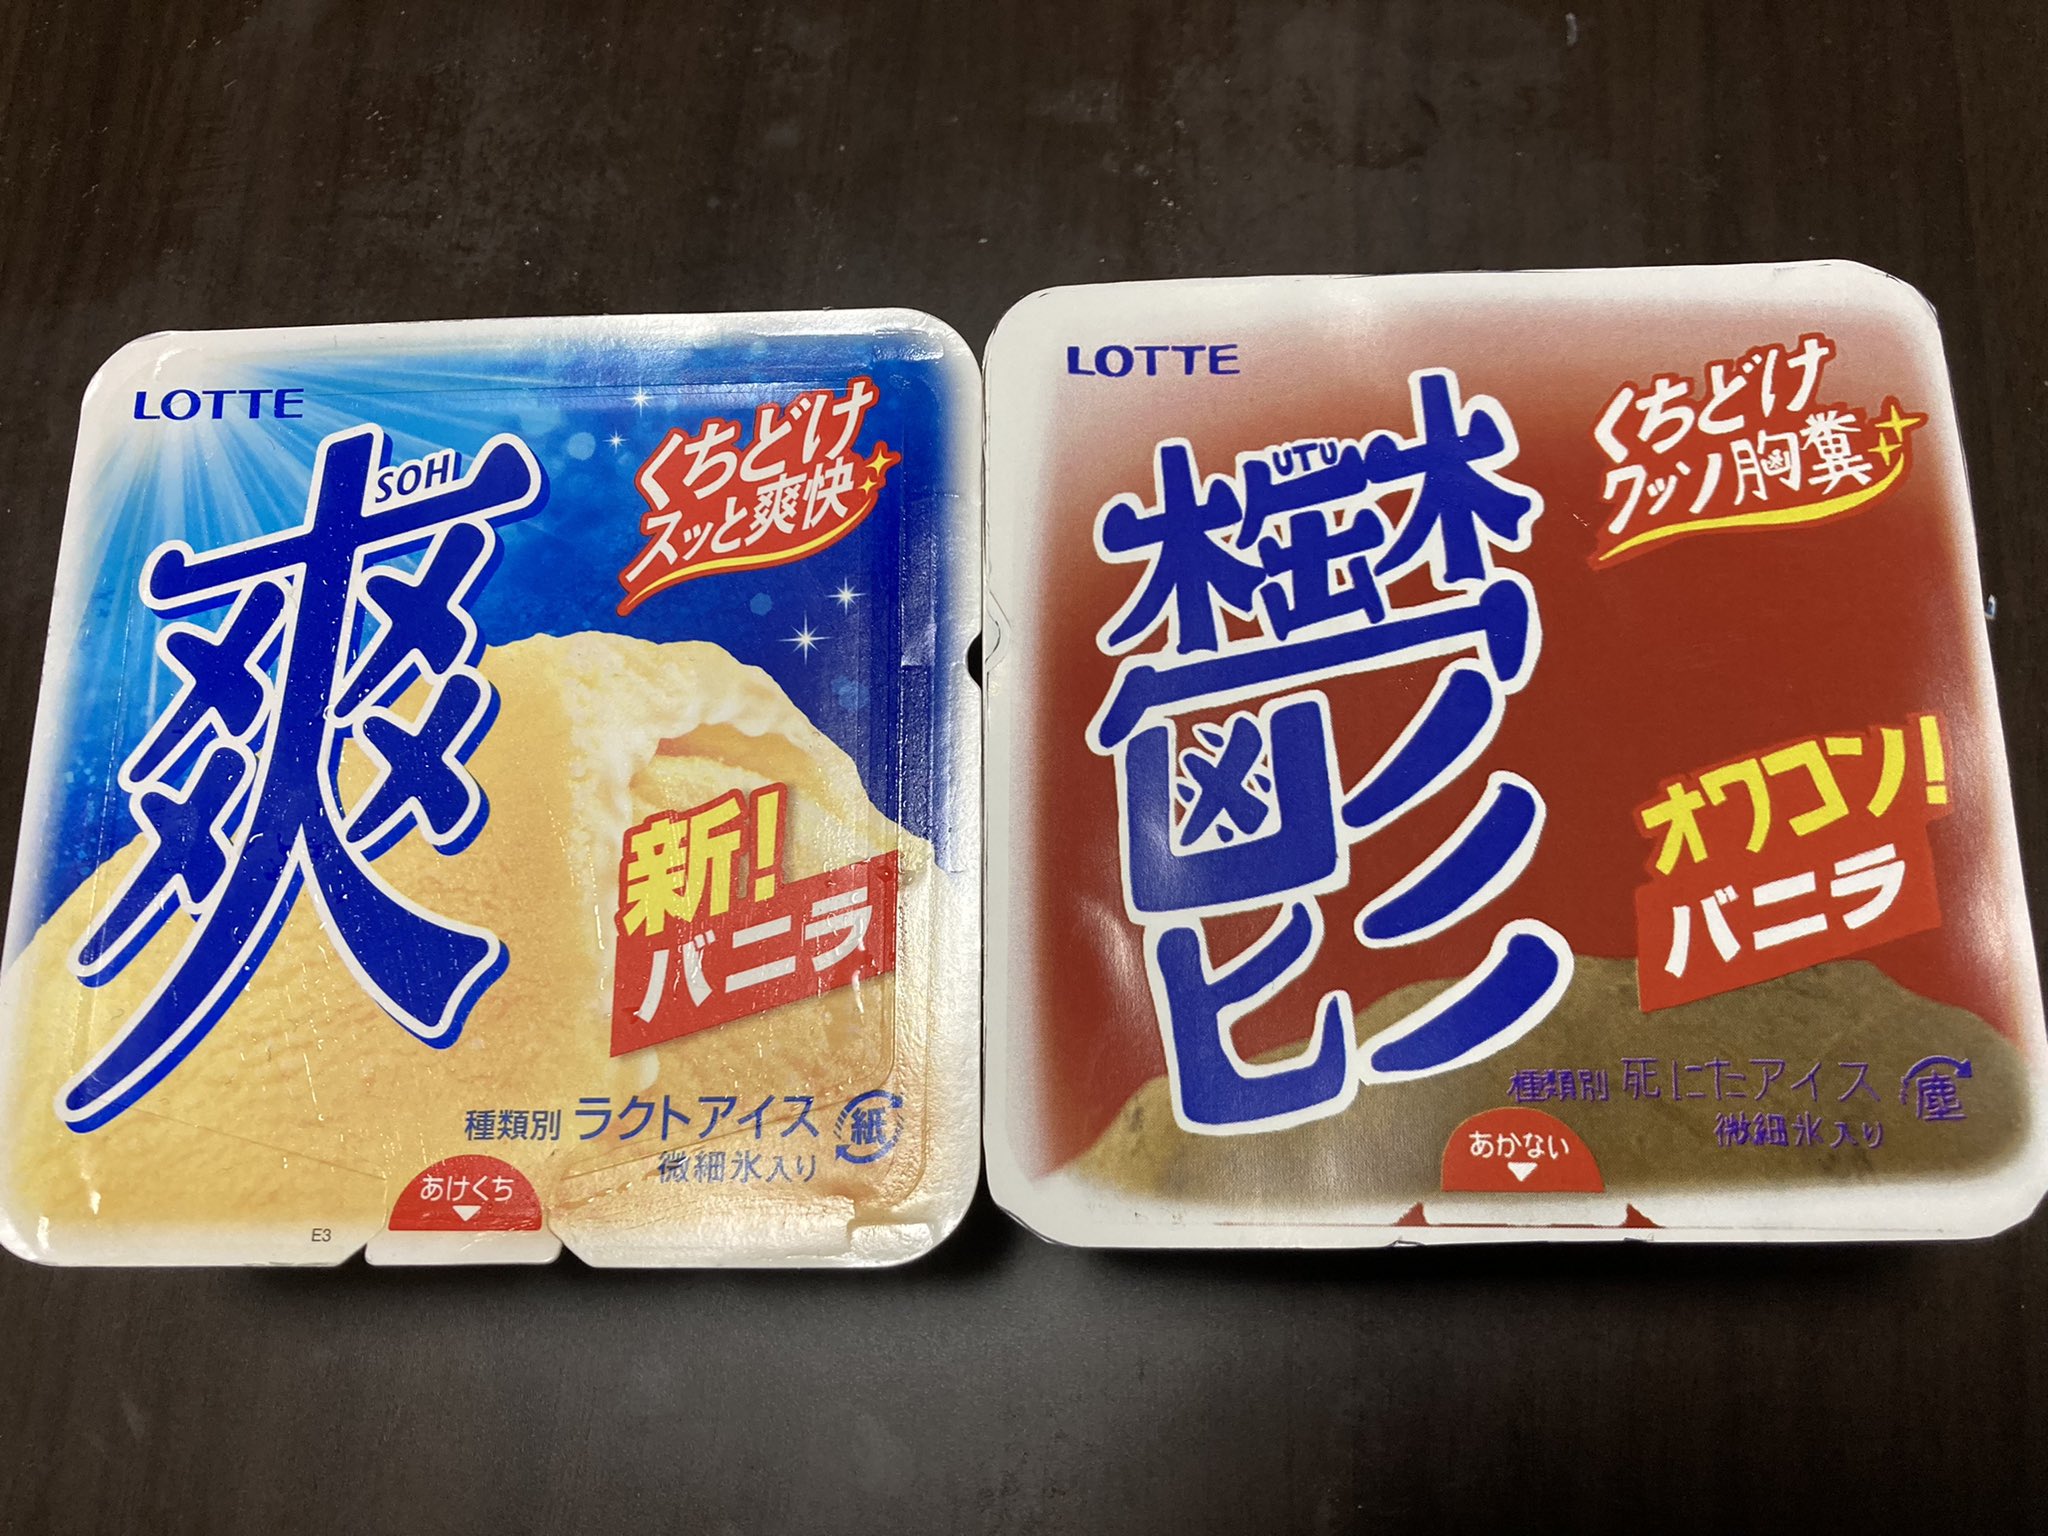 LOTTE
SOHI
爽
くちどけ
スッと爽快
新!
バニラ
種類別 ラクトアイス 紙
微細氷入り
あけくち
E3
LOTTE
UTU
鬱
くちどけ
クッソ胸糞
オワコン!
バニラ
種類別 死にたアイス 塵
微細氷入り
あかない